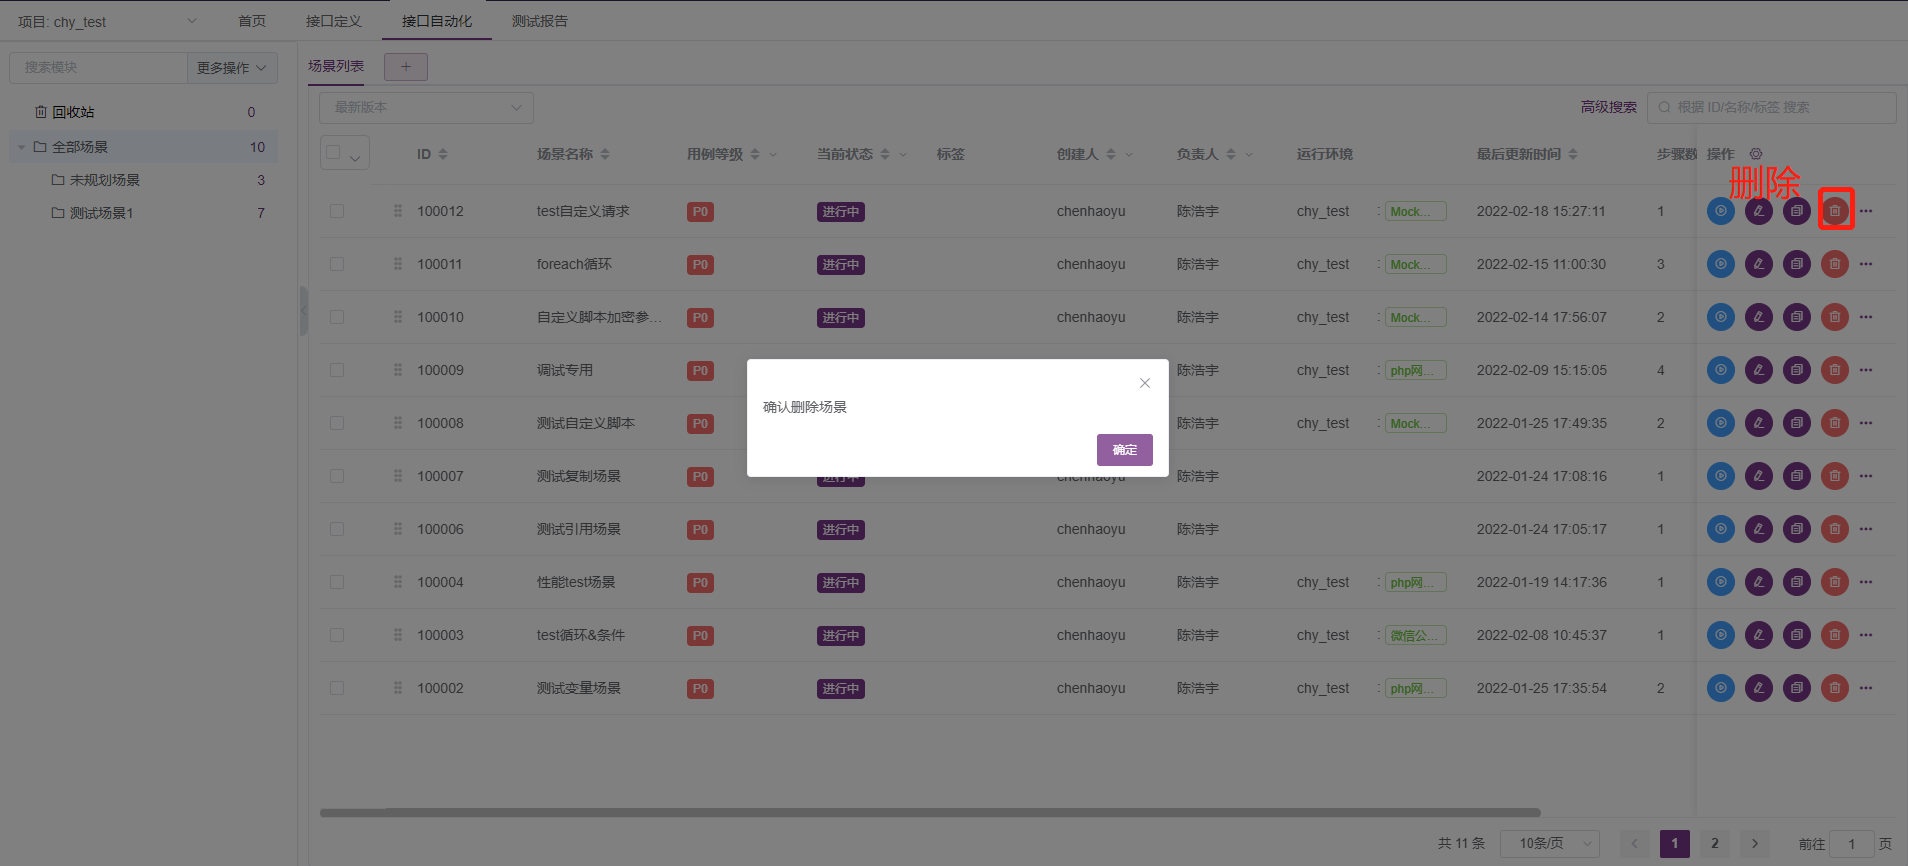 项目: chy_test 首页 接口定义 接口自动化 测试报告
搜索模块 更多操作
回收站 0
全部场景 10
未规划场景 3
测试场景1 7
场景列表 +
最新版本 高级搜索 根据 ID/名称/标签 搜索
ID 场景名称 用例等级 当前状态 标签 创建人 负责人 运行环境 最后更新时间 步骤数 操作
删除
100012 test自定义请求 P0 进行中 chenhaoyu 陈浩宇 chy_test : Mock... 2022-02-18 15:27:11 1
100011 foreach循环 P0 进行中 chenhaoyu 陈浩宇 chy_test : Mock... 2022-02-15 11:00:30 3
100010 自定义脚本加密参... P0 进行中 chenhaoyu 陈浩宇 chy_test : Mock... 2022-02-14 17:56:07 2
100009 调试专用 P0 陈浩宇 chy_test : php网... 2022-02-09 15:15:05 4
100008 测试自定义脚本 P0 陈浩宇 chy_test : Mock... 2022-01-25 17:49:35 2
100007 测试复制场景 P0 进行中 chenhaoyu 陈浩宇 2022-01-24 17:08:16 1
100006 测试引用场景 P0 进行中 chenhaoyu 陈浩宇 2022-01-24 17:05:17 1
100004 性能test场景 P0 进行中 chenhaoyu 陈浩宇 chy_test : php网... 2022-01-19 14:17:36 1
100003 test循环&条件 P0 进行中 chenhaoyu 陈浩宇 chy_test : 微信公... 2022-02-08 10:45:37 1
100002 测试变量场景 P0 进行中 chenhaoyu 陈浩宇 chy_test : php网... 2022-01-25 17:35:54 2
确认删除场景
确定
共 11 条 10条/页 1 2 前往 1 页